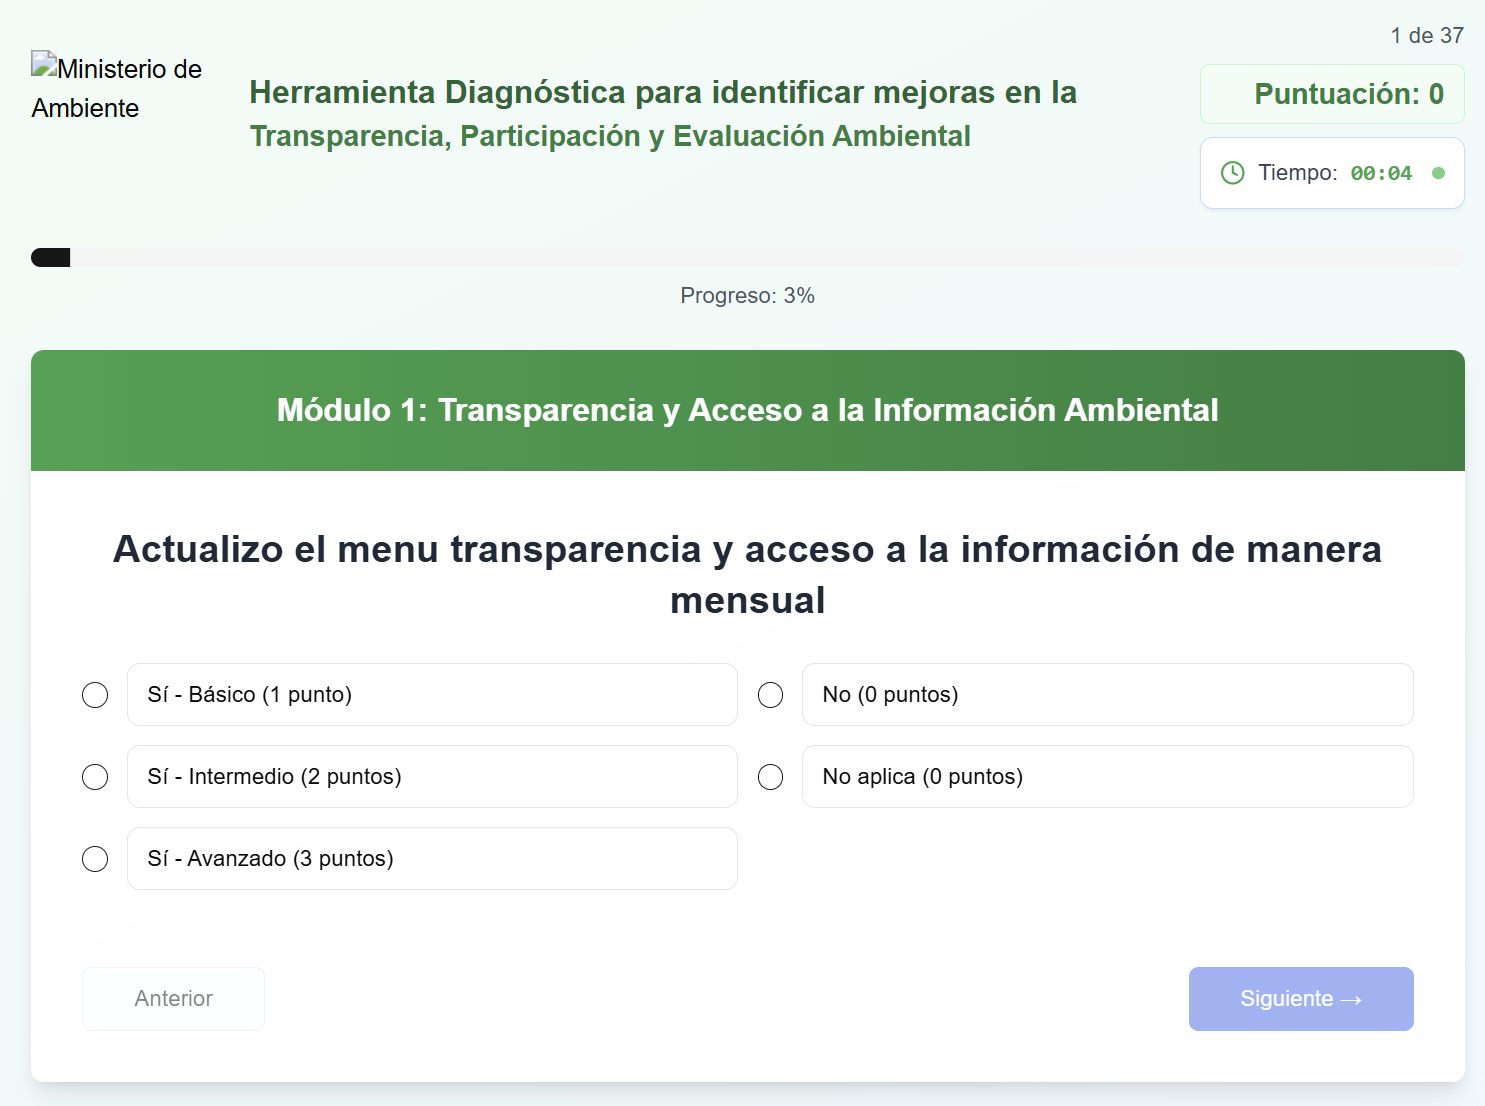 1 de 37
Ministerio de
Ambiente
Herramienta Diagnóstica para identificar mejoras en la
Transparencia, Participación y Evaluación Ambiental
Puntuación: 0
Tiempo: 00:04
Progreso: 3%
Módulo 1: Transparencia y Acceso a la Información Ambiental
Actualizo el menu transparencia y acceso a la información de manera
mensual
Sí - Básico (1 punto)
No (0 puntos)
Sí - Intermedio (2 puntos)
No aplica (0 puntos)
Sí - Avanzado (3 puntos)
Anterior
Siguiente →